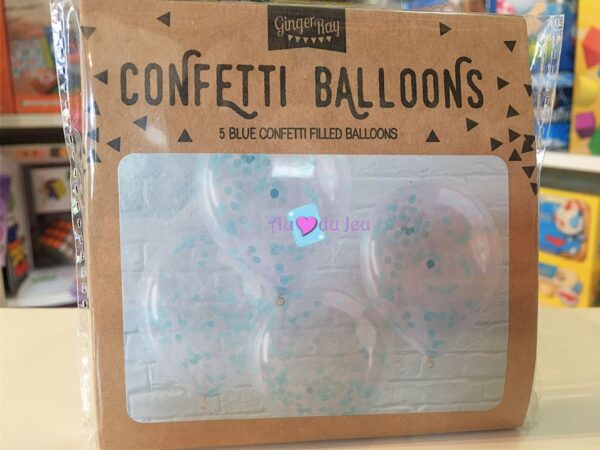 Ginger Ray
CONFETTI BALLOONS
5 BLUE CONFETTI FILLED BALLOONS
Au du Jeu